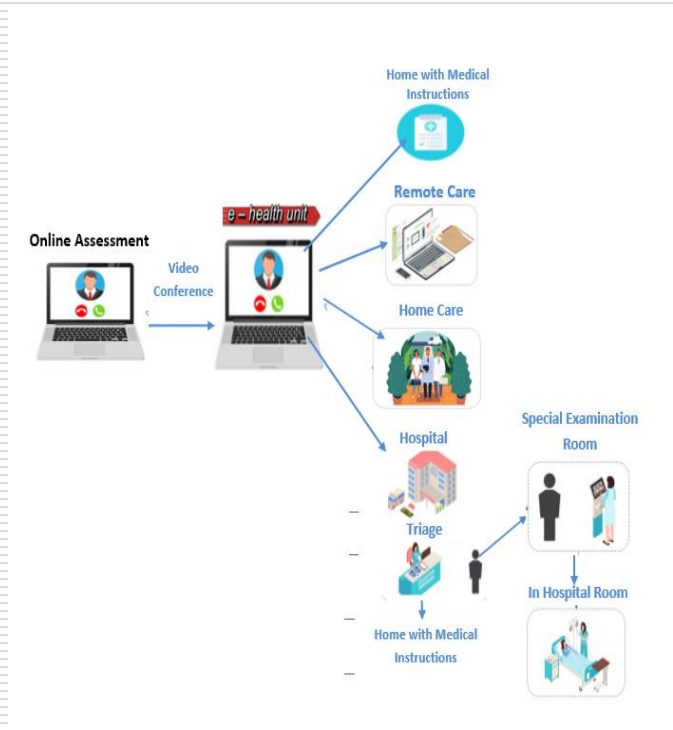 Home with Medical
Instructions
Remote Care
e – health unit
Online Assessment
Video
Conference
Home Care
Special Examination
Room
Hospital
Triage
In Hospital Room
Home with Medical
Instructions